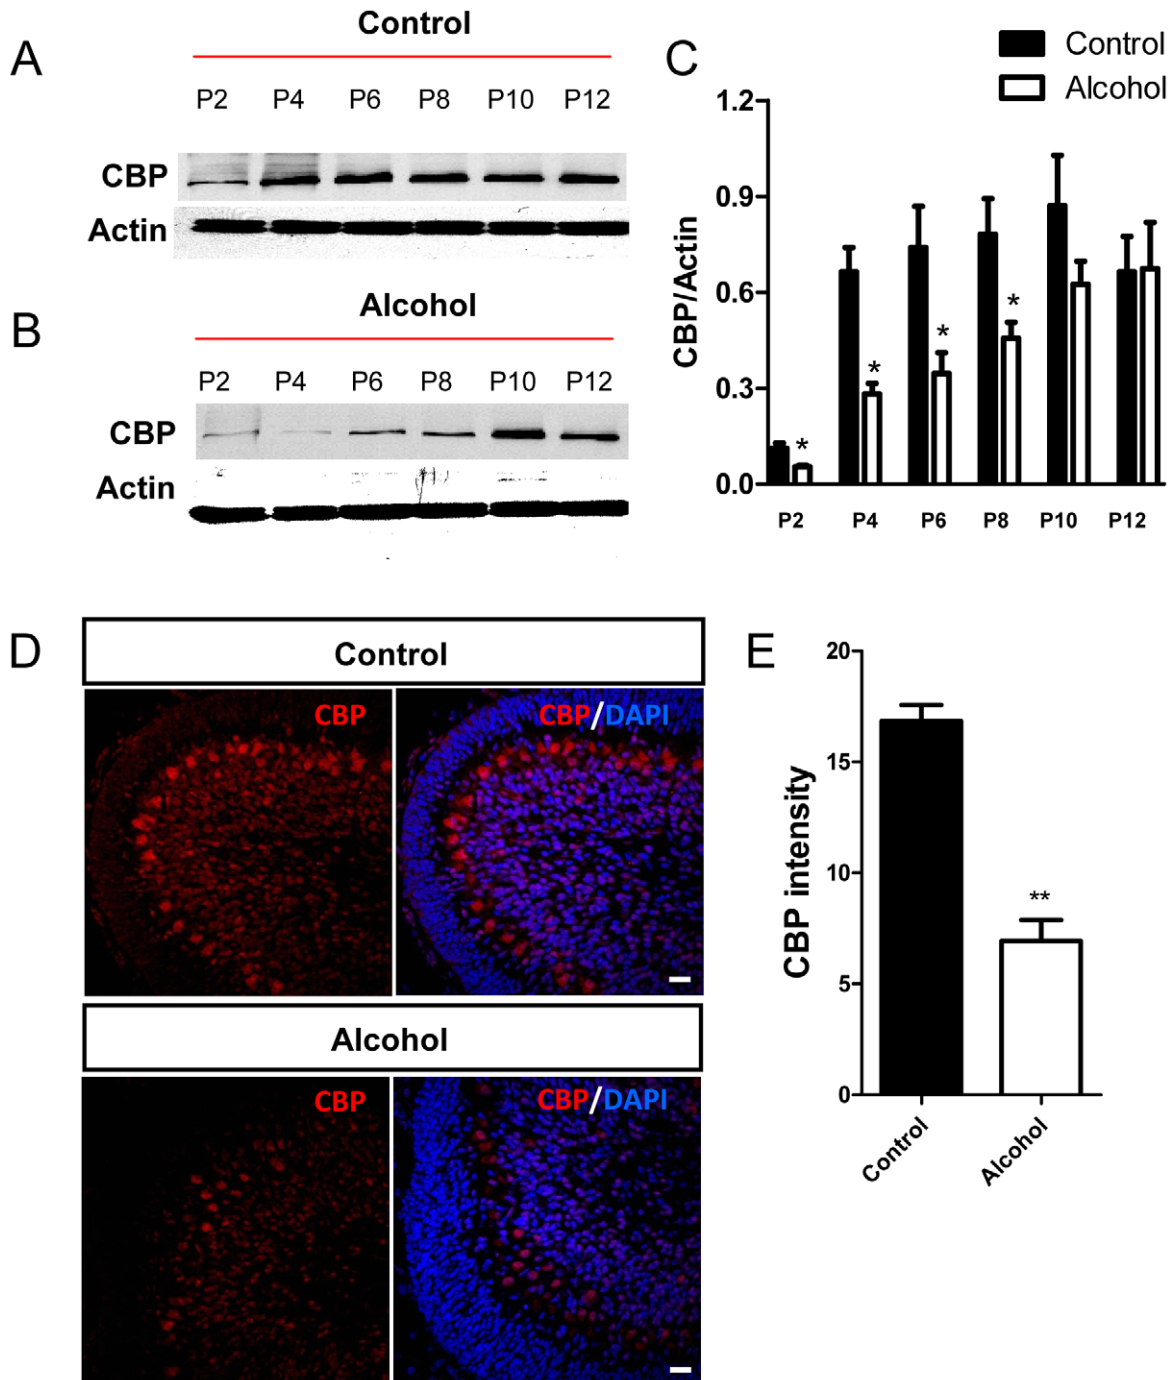 A
Control
P2 P4 P6 P8 P10 P12
CBP
Actin
B
Alcohol
P2 P4 P6 P8 P10 P12
CBP
Actin
C
Control
Alcohol
CBP/Actin
1.2
0.9
0.6
0.3
0.0
* * * *
P2 P4 P6 P8 P10 P12
D
Control
CBP
CBP/DAPI
Alcohol
CBP
CBP/DAPI
E
CBP intensity
20
15
10
5
0
**
Control
Alcohol